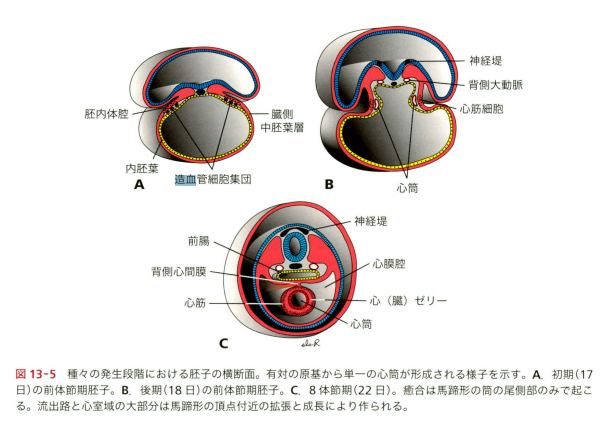 神経堤
背側大動脈
心筋細胞
胚内体腔
臓側
中胚葉層
内胚葉
造血管細胞集団
A
B
心筒
神経堤
前腸
背側心間膜
心膜腔
心筋
心（臓）ゼリー
心筒
C
図 13-5 種々の発生段階における胚子の横断面。有対の原基から単一の心筒が形成される様子を示す。A. 初期（17
日）の前体節期胚子。B. 後期（18 日）の前体節期胚子。C. 8 体節期（22 日）。癒合は馬蹄形の筒の尾側部のみで起こ
る。流出路と心室域の大部分は馬蹄形の頂点付近の拡張と成長により作られる。